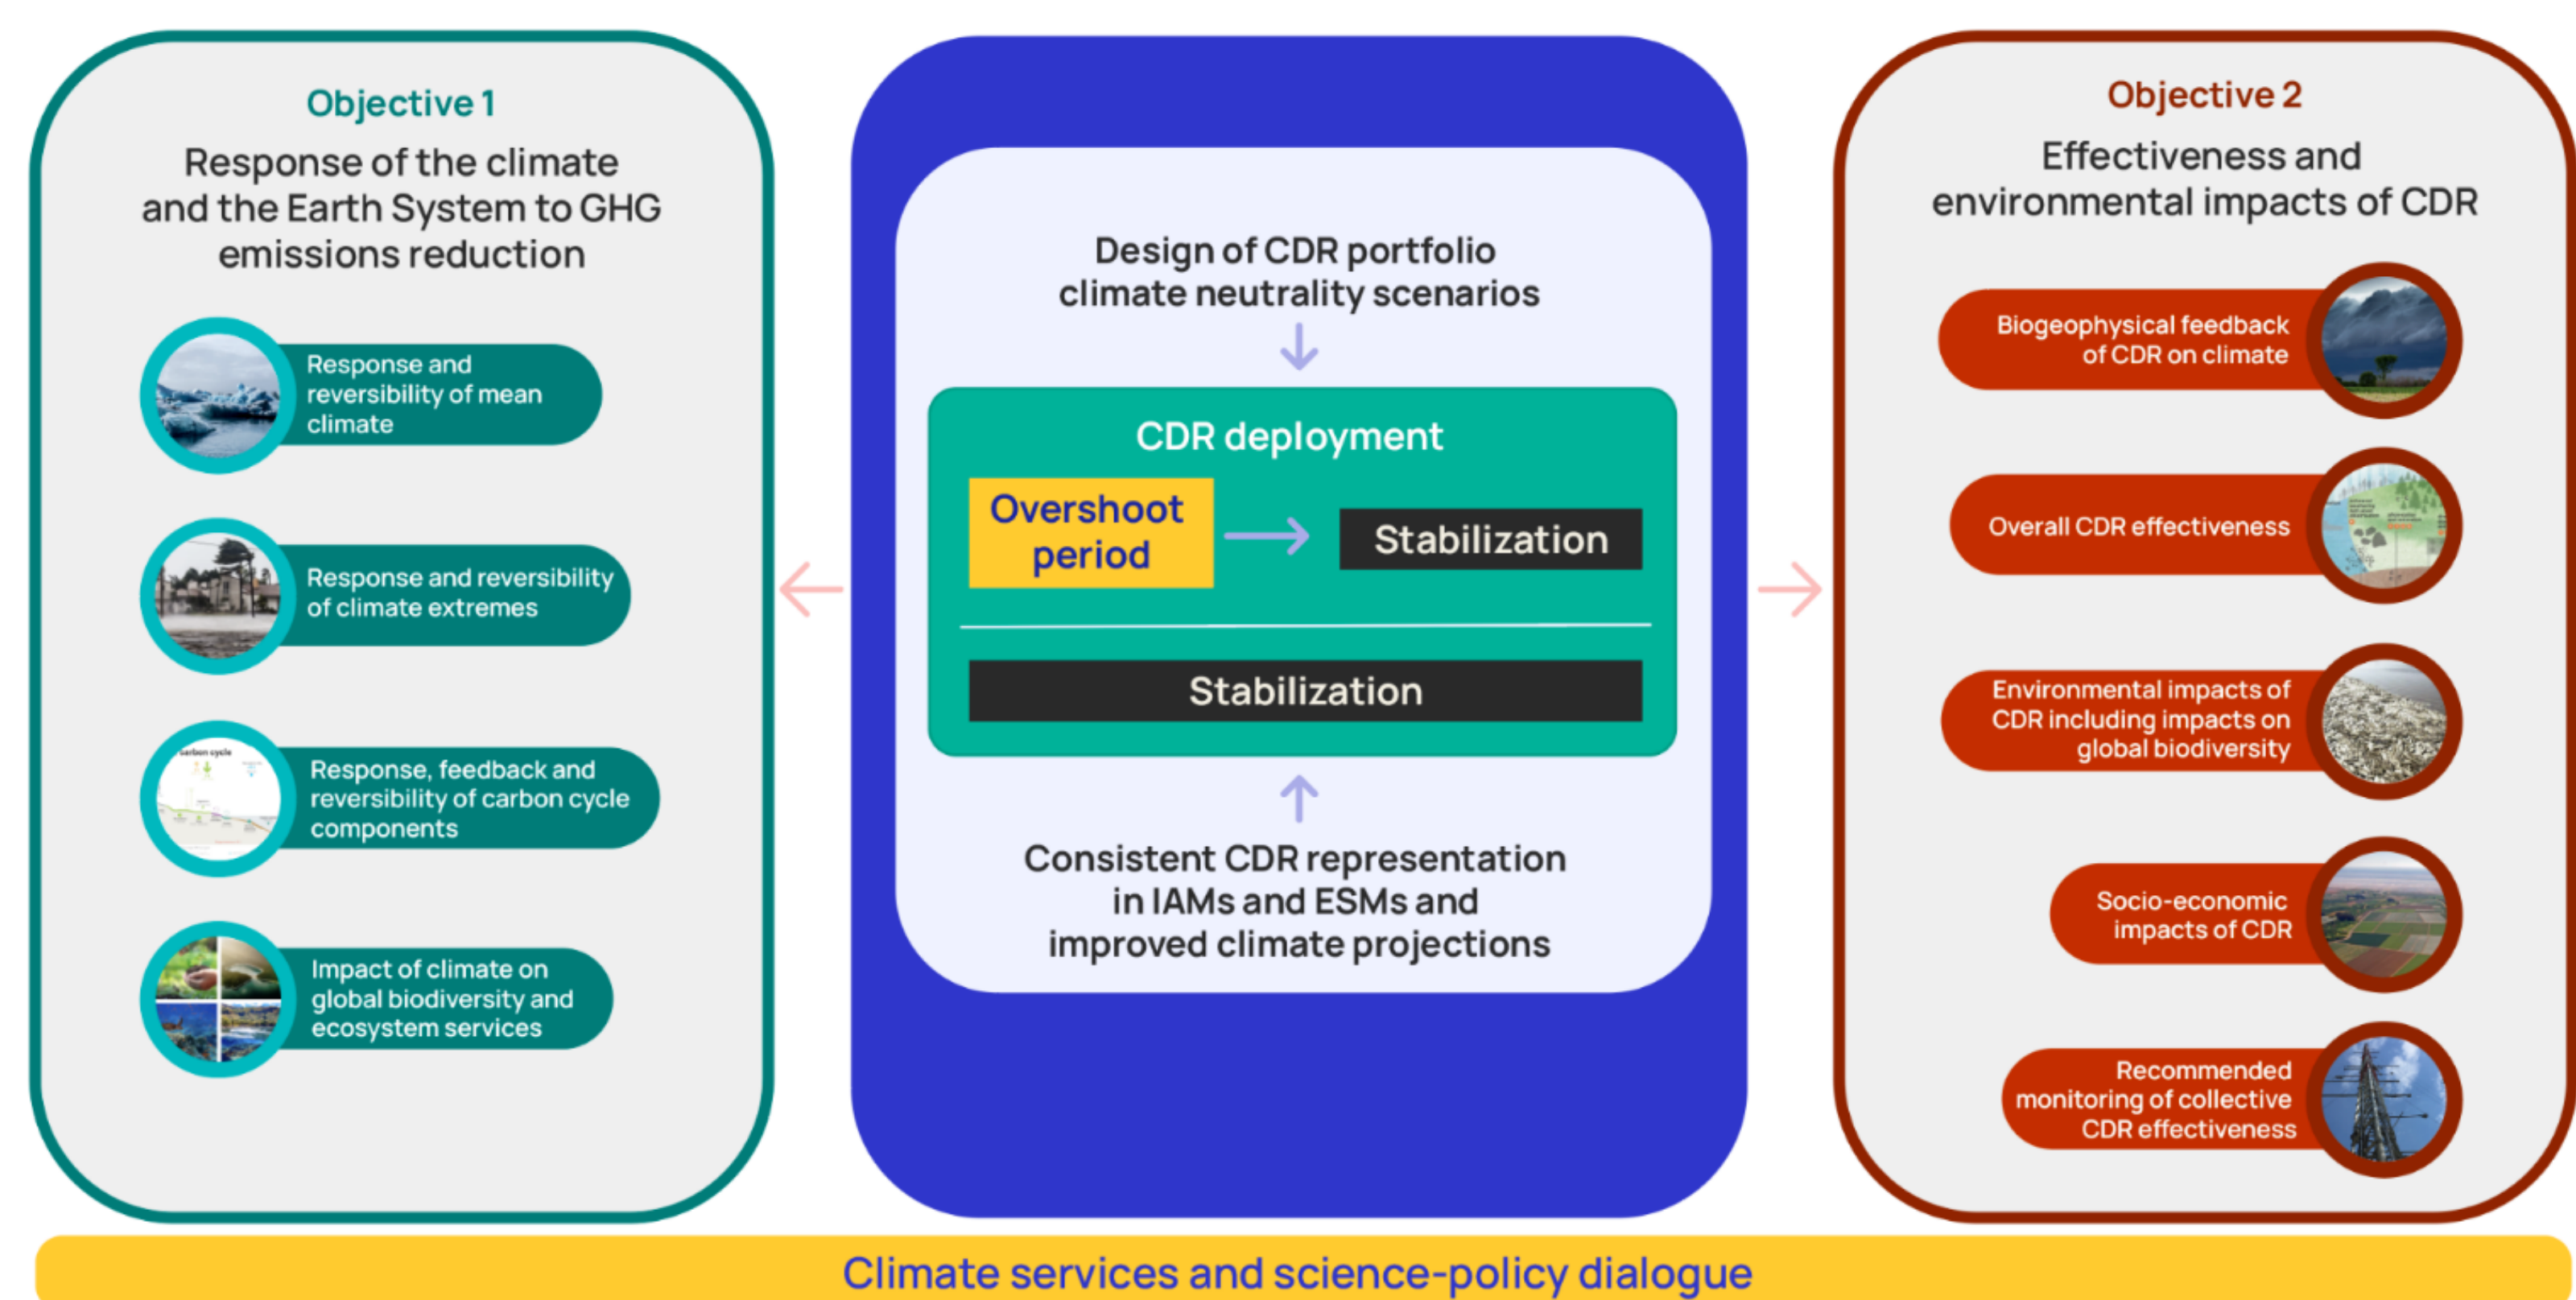 Objective 1
Response of the climate
and the Earth System to GHG
emissions reduction
Response and
reversibility of mean
climate
Response and reversibility
of climate extremes
carbon cycle
Response, feedback and
reversibility of carbon cycle
components
Impact of climate on
global biodiversity and
ecosystem services
Design of CDR portfolio
climate neutrality scenarios
CDR deployment
Overshoot
period
Stabilization
Stabilization
Consistent CDR representation
in IAMs and ESMs and
improved climate projections
Objective 2
Effectiveness and
environmental impacts of CDR
Biogeophysical feedback
of CDR on climate
Overall CDR effectiveness
Environmental impacts of
CDR including impacts on
global biodiversity
Socio-economic
impacts of CDR
Recommended
monitoring of collective
CDR effectiveness
Climate services and science-policy dialogue